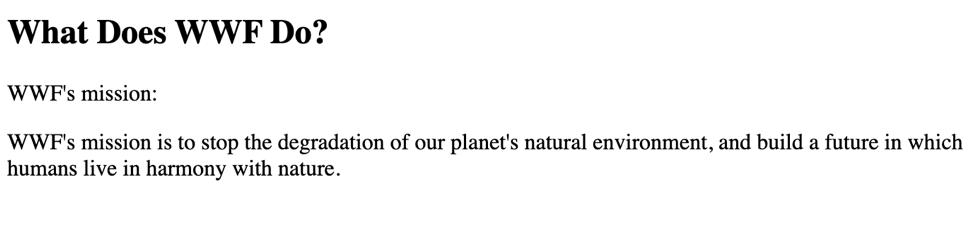 What Does WWF Do?
WWF's mission:
WWF's mission is to stop the degradation of our planet's natural environment, and build a future in which
humans live in harmony with nature.